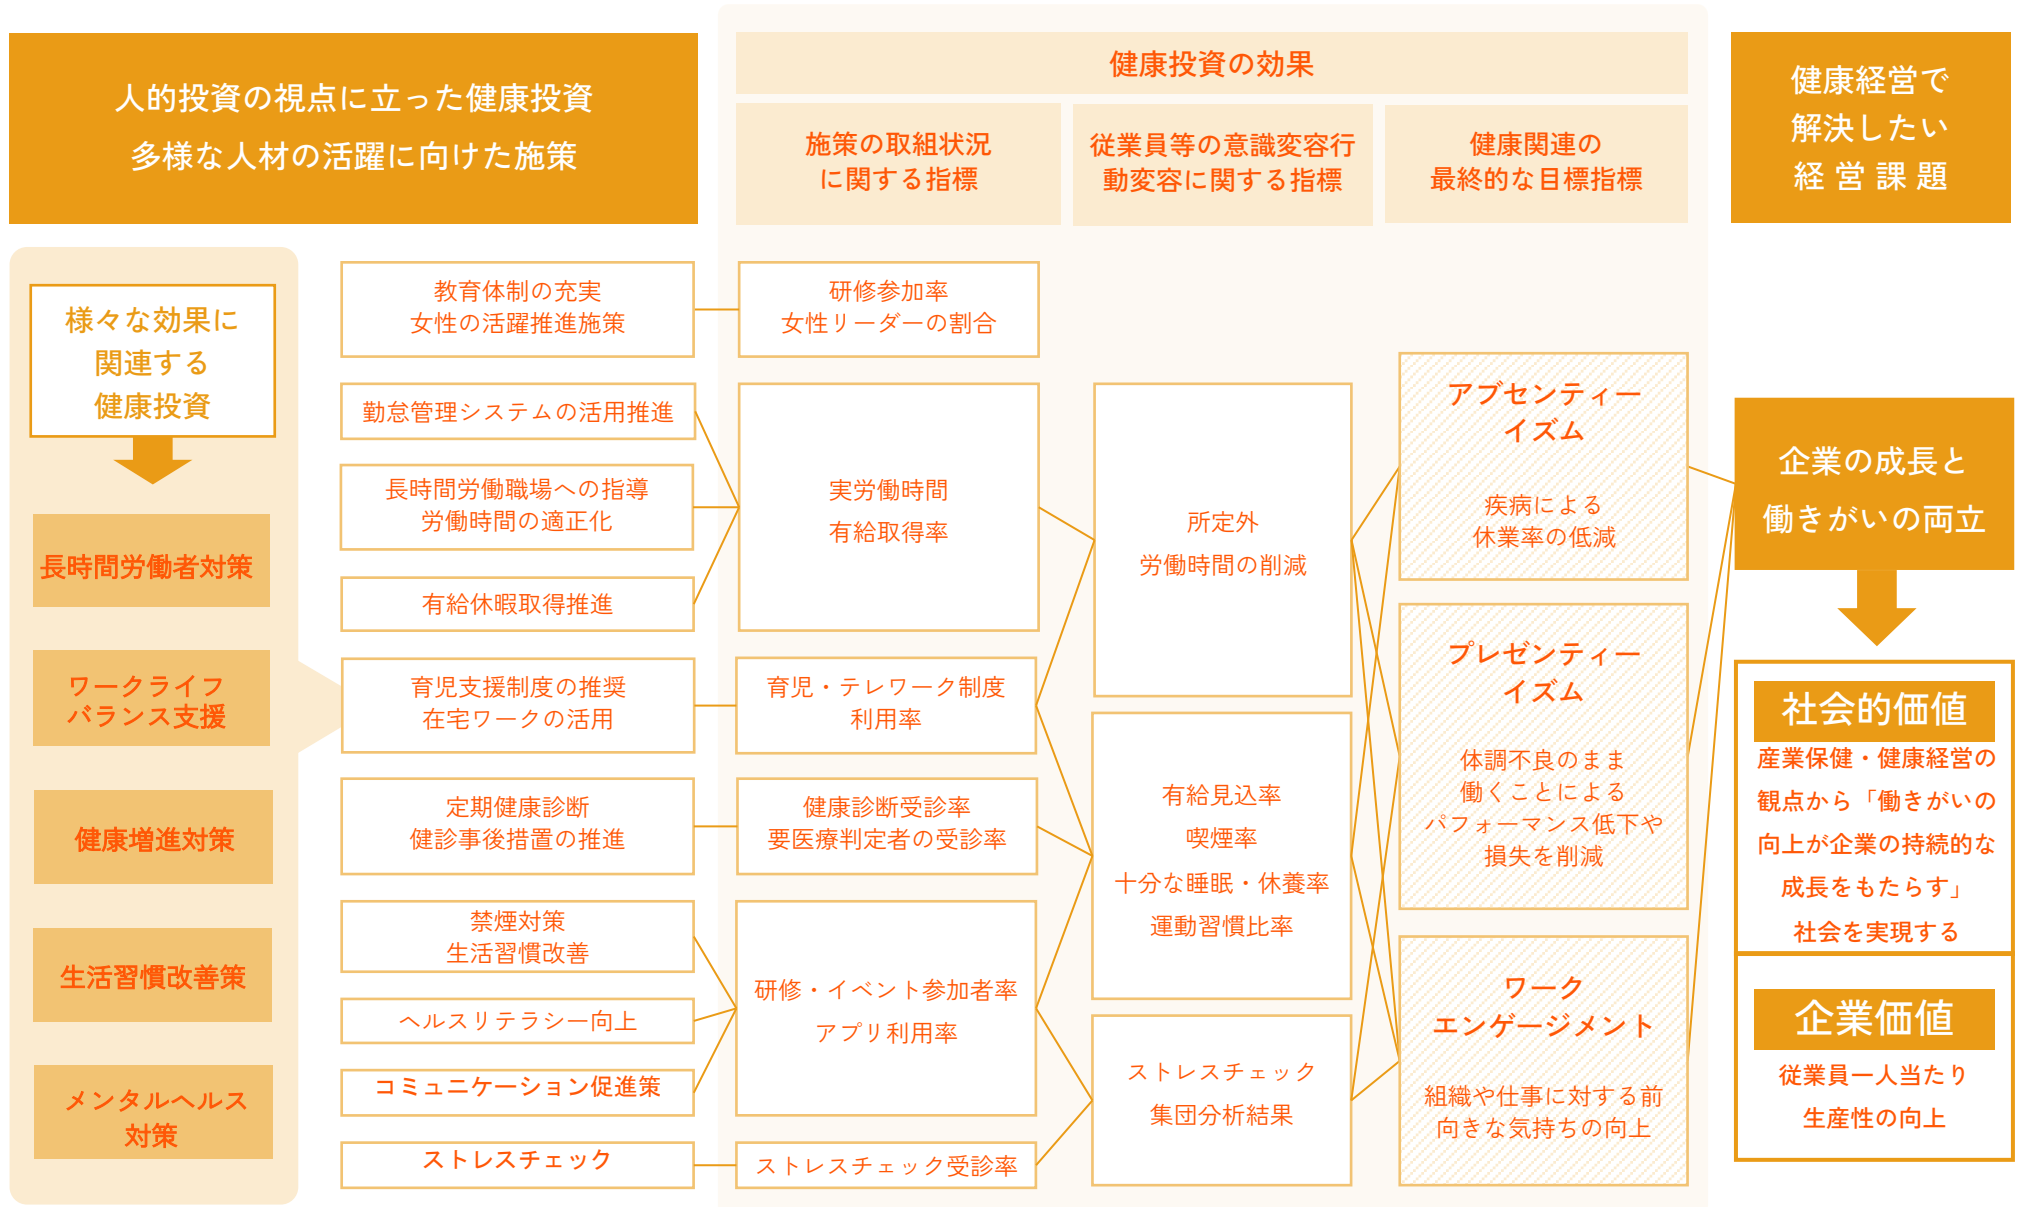 人的投資の視点に立った健康投資
多様な人材の活躍に向けた施策
健康投資の効果
施策の取組状況
に関する指標
従業員等の意識変容行
動変容に関する指標
健康関連の
最終的な目標指標
健康経営で
解決したい
経営課題
様々な効果に
関連する
健康投資
長時間労働者対策
ワークライフ
バランス支援
健康増進対策
生活習慣改善策
メンタルヘルス
対策
教育体制の充実
女性の活躍推進施策
勤怠管理システムの活用推進
長時間労働職場への指導
労働時間の適正化
有給休暇取得推進
育児支援制度の推奨
在宅ワークの活用
定期健康診断
健診事後措置の推進
禁煙対策
生活習慣改善
ヘルスリテラシー向上
コミュニケーション促進策
ストレスチェック
研修参加率
女性リーダーの割合
実労働時間
有給取得率
育児・テレワーク制度
利用率
健康診断受診率
要医療判定者の受診率
研修・イベント参加者率
アプリ利用率
ストレスチェック受診率
所定外
労働時間の削減
有給見込率
喫煙率
十分な睡眠・休養率
運動習慣比率
ストレスチェック
集団分析結果
アブセンティー
イズム
疾病による
休業率の低減
プレゼンティー
イズム
体調不良のまま
働くことによる
パフォーマンス低下や
損失を削減
ワーク
エンゲージメント
組織や仕事に対する前
向きな気持ちの向上
企業の成長と
働きがいの両立
社会的価値
産業保健・健康経営の
観点から「働きがいの
向上が企業の持続的な
成長をもたらす」
社会を実現する
企業価値
従業員一人当たり
生産性の向上